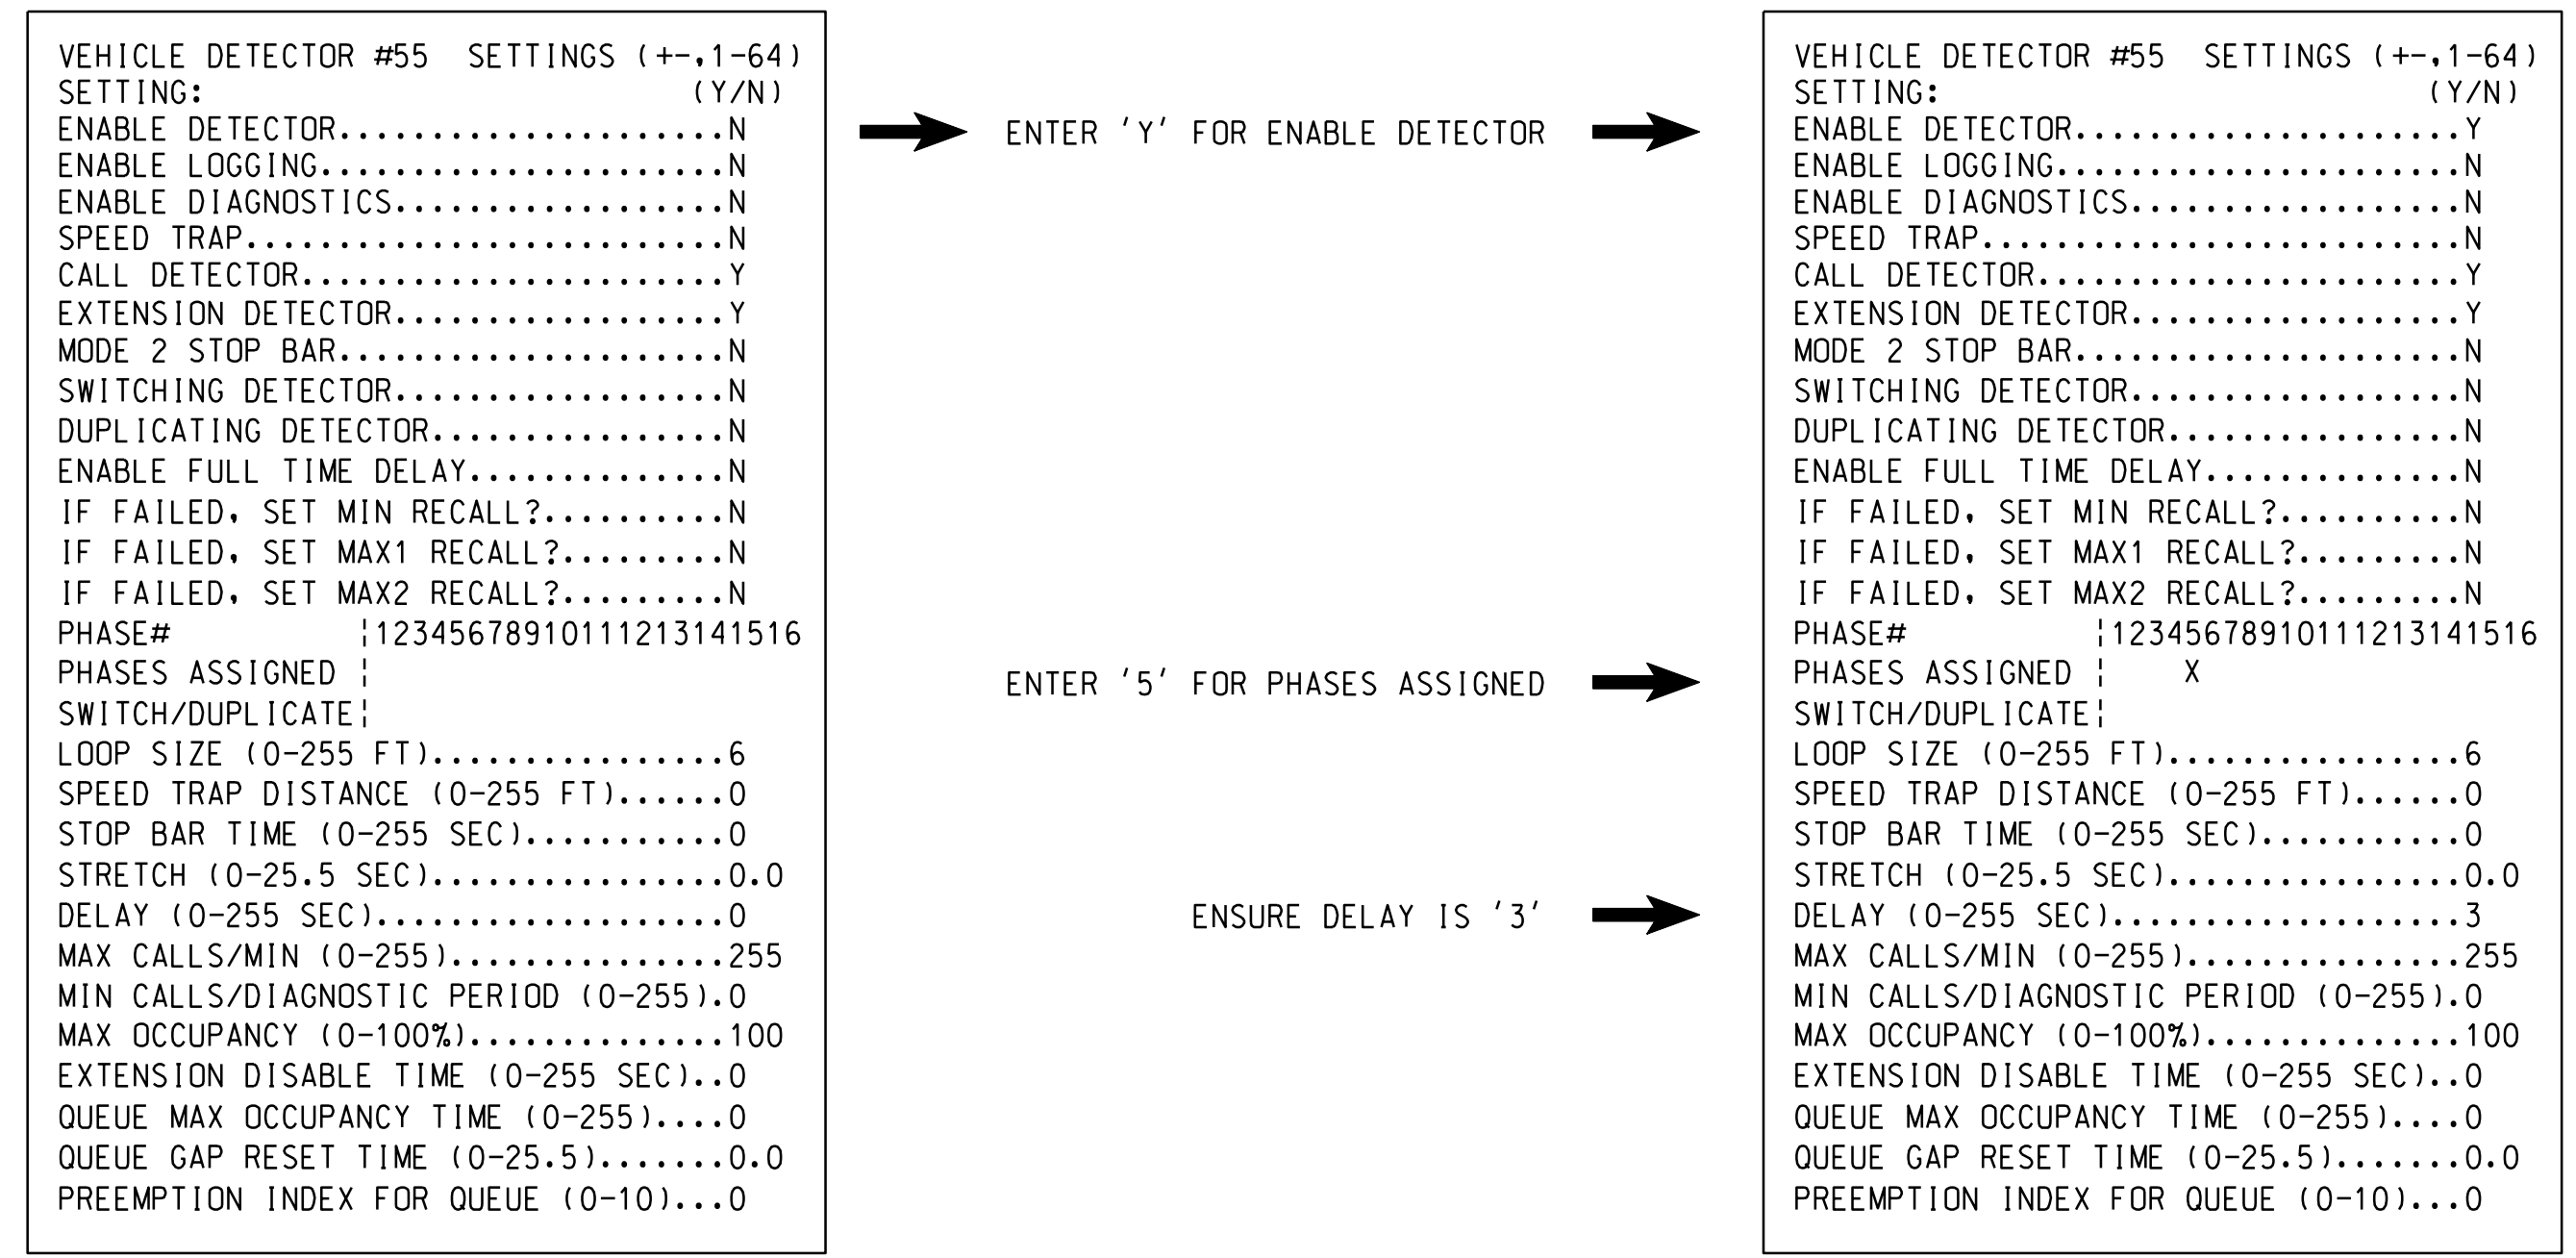 VEHICLE DETECTOR #55  SETTINGS (+-,1-64)
SETTING:                          (Y/N)
ENABLE DETECTOR.....................N
ENABLE LOGGING......................N
ENABLE DIAGNOSTICS..................N
SPEED TRAP..........................N
CALL DETECTOR.......................Y
EXTENSION DETECTOR..................Y
MODE 2 STOP BAR.....................N
SWITCHING DETECTOR..................N
DUPLICATING DETECTOR................N
ENABLE FULL TIME DELAY..............N
IF FAILED, SET MIN RECALL?..........N
IF FAILED, SET MAX1 RECALL?.........N
IF FAILED, SET MAX2 RECALL?.........N
PHASE#          ¦12345678910111213141516
PHASES ASSIGNED ¦
SWITCH/DUPLICATE¦
LOOP SIZE (0-255 FT)................6
SPEED TRAP DISTANCE (0-255 FT)......0
STOP BAR TIME (0-255 SEC)...........0
STRETCH (0-25.5 SEC)................0.0
DELAY (0-255 SEC)...................0
MAX CALLS/MIN (0-255)...............255
MIN CALLS/DIAGNOSTIC PERIOD (0-255).0
MAX OCCUPANCY (0-100%)..............100
EXTENSION DISABLE TIME (0-255 SEC)..0
QUEUE MAX OCCUPANCY TIME (0-255)....0
QUEUE GAP RESET TIME (0-25.5).......0.0
PREEMPTION INDEX FOR QUEUE (0-10)...0
ENTER 'Y' FOR ENABLE DETECTOR
ENTER '5' FOR PHASES ASSIGNED
ENSURE DELAY IS '3'
VEHICLE DETECTOR #55  SETTINGS (+-,1-64)
SETTING:                          (Y/N)
ENABLE DETECTOR.....................Y
ENABLE LOGGING......................N
ENABLE DIAGNOSTICS..................N
SPEED TRAP..........................N
CALL DETECTOR.......................Y
EXTENSION DETECTOR..................Y
MODE 2 STOP BAR.....................N
SWITCHING DETECTOR..................N
DUPLICATING DETECTOR................N
ENABLE FULL TIME DELAY..............N
IF FAILED, SET MIN RECALL?..........N
IF FAILED, SET MAX1 RECALL?.........N
IF FAILED, SET MAX2 RECALL?.........N
PHASE#          ¦12345678910111213141516
PHASES ASSIGNED ¦    X
SWITCH/DUPLICATE¦
LOOP SIZE (0-255 FT)................6
SPEED TRAP DISTANCE (0-255 FT)......0
STOP BAR TIME (0-255 SEC)...........0
STRETCH (0-25.5 SEC)................0.0
DELAY (0-255 SEC)...................3
MAX CALLS/MIN (0-255)...............255
MIN CALLS/DIAGNOSTIC PERIOD (0-255).0
MAX OCCUPANCY (0-100%)..............100
EXTENSION DISABLE TIME (0-255 SEC)..0
QUEUE MAX OCCUPANCY TIME (0-255)....0
QUEUE GAP RESET TIME (0-25.5).......0.0
PREEMPTION INDEX FOR QUEUE (0-10)...0